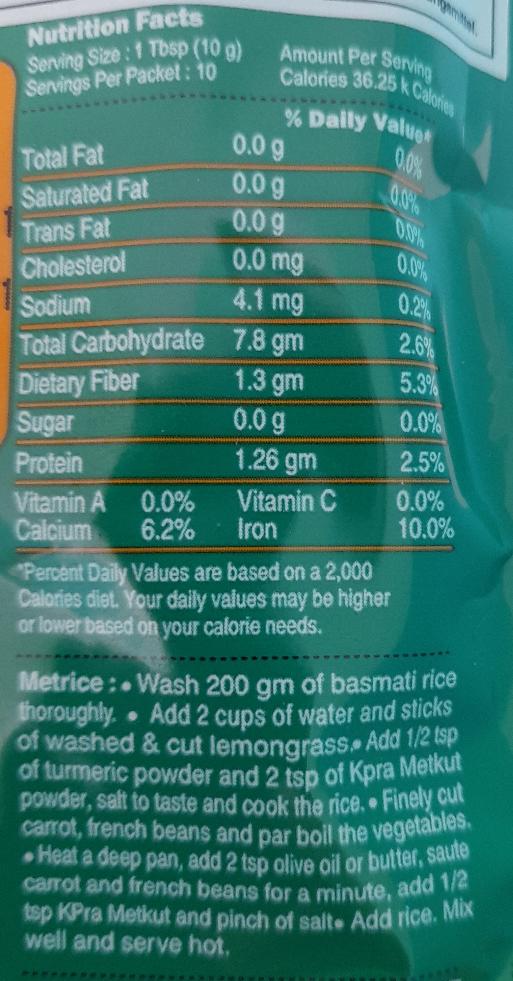 Nutrition Facts
Serving Size : 1 Tbsp (10 g)
Servings Per Packet : 10
Amount Per Serving
Calories 36.25 k Calories
% Daily Value*
Total Fat 0.0 g 0.0%
Saturated Fat 0.0 g 0.0%
Trans Fat 0.0 g 0.0%
Cholesterol 0.0 mg 0.0%
Sodium 4.1 mg 0.2%
Total Carbohydrate 7.8 gm 2.6%
Dietary Fiber 1.3 gm 5.3%
Sugar 0.0 g 0.0%
Protein 1.26 gm 2.5%
Vitamin A 0.0% Vitamin C 0.0%
Calcium 6.2% Iron 10.0%
*Percent Daily Values are based on a 2,000
Calories diet. Your daily values may be higher
or lower based on your calorie needs.
Metrice : • Wash 200 gm of basmati rice
thoroughly. • Add 2 cups of water and sticks
of washed & cut lemongrass. • Add 1/2 tsp
of turmeric powder and 2 tsp of Kpra Metkut
powder, salt to taste and cook the rice. • Finely cut
carrot, french beans and par boil the vegetables.
• Heat a deep pan, add 2 tsp olive oil or butter, saute
carrot and french beans for a minute, add 1/2
tsp KPra Metkut and pinch of salt • Add rice. Mix
well and serve hot.